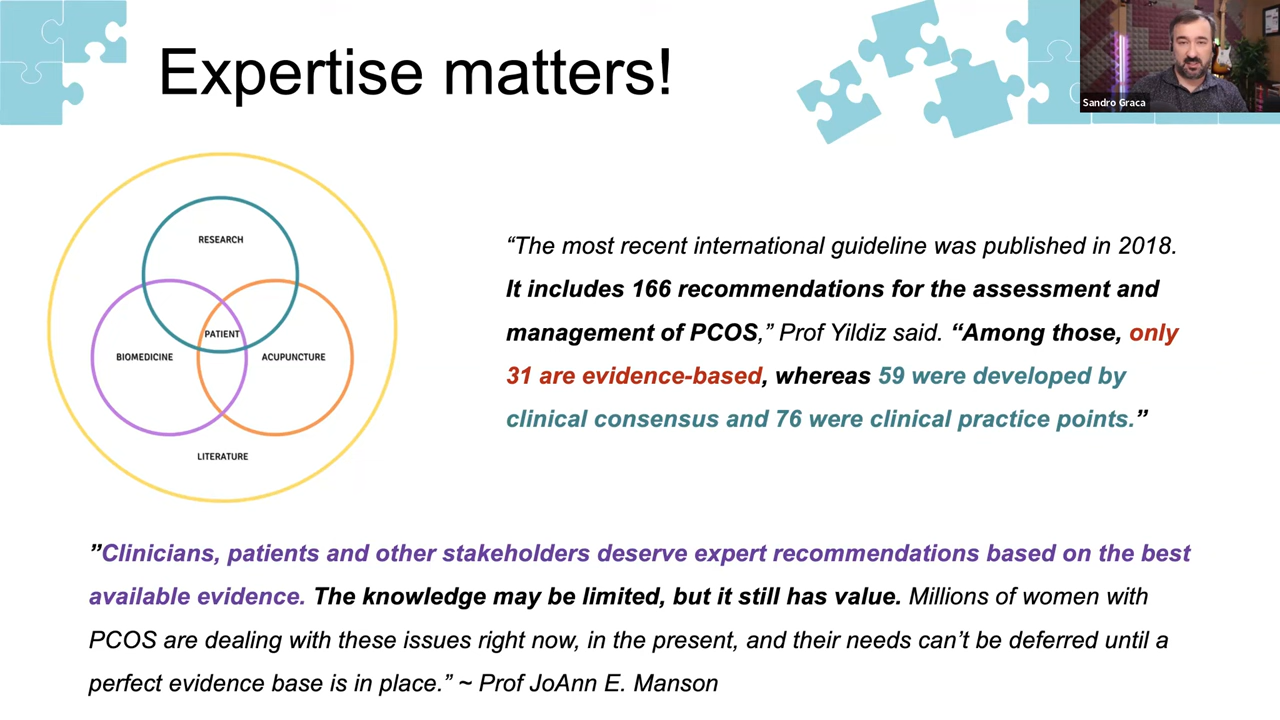 Expertise matters!
Sandro Graca
RESEARCH
PATIENT
BIOMEDICINE
ACUPUNCTURE
LITERATURE
“The most recent international guideline was published in 2018.
It includes 166 recommendations for the assessment and
management of PCOS,” Prof Yildiz said. “Among those, only
31 are evidence-based, whereas 59 were developed by
clinical consensus and 76 were clinical practice points.”
”Clinicians, patients and other stakeholders deserve expert recommendations based on the best
available evidence. The knowledge may be limited, but it still has value. Millions of women with
PCOS are dealing with these issues right now, in the present, and their needs can’t be deferred until a
perfect evidence base is in place.” ~ Prof JoAnn E. Manson